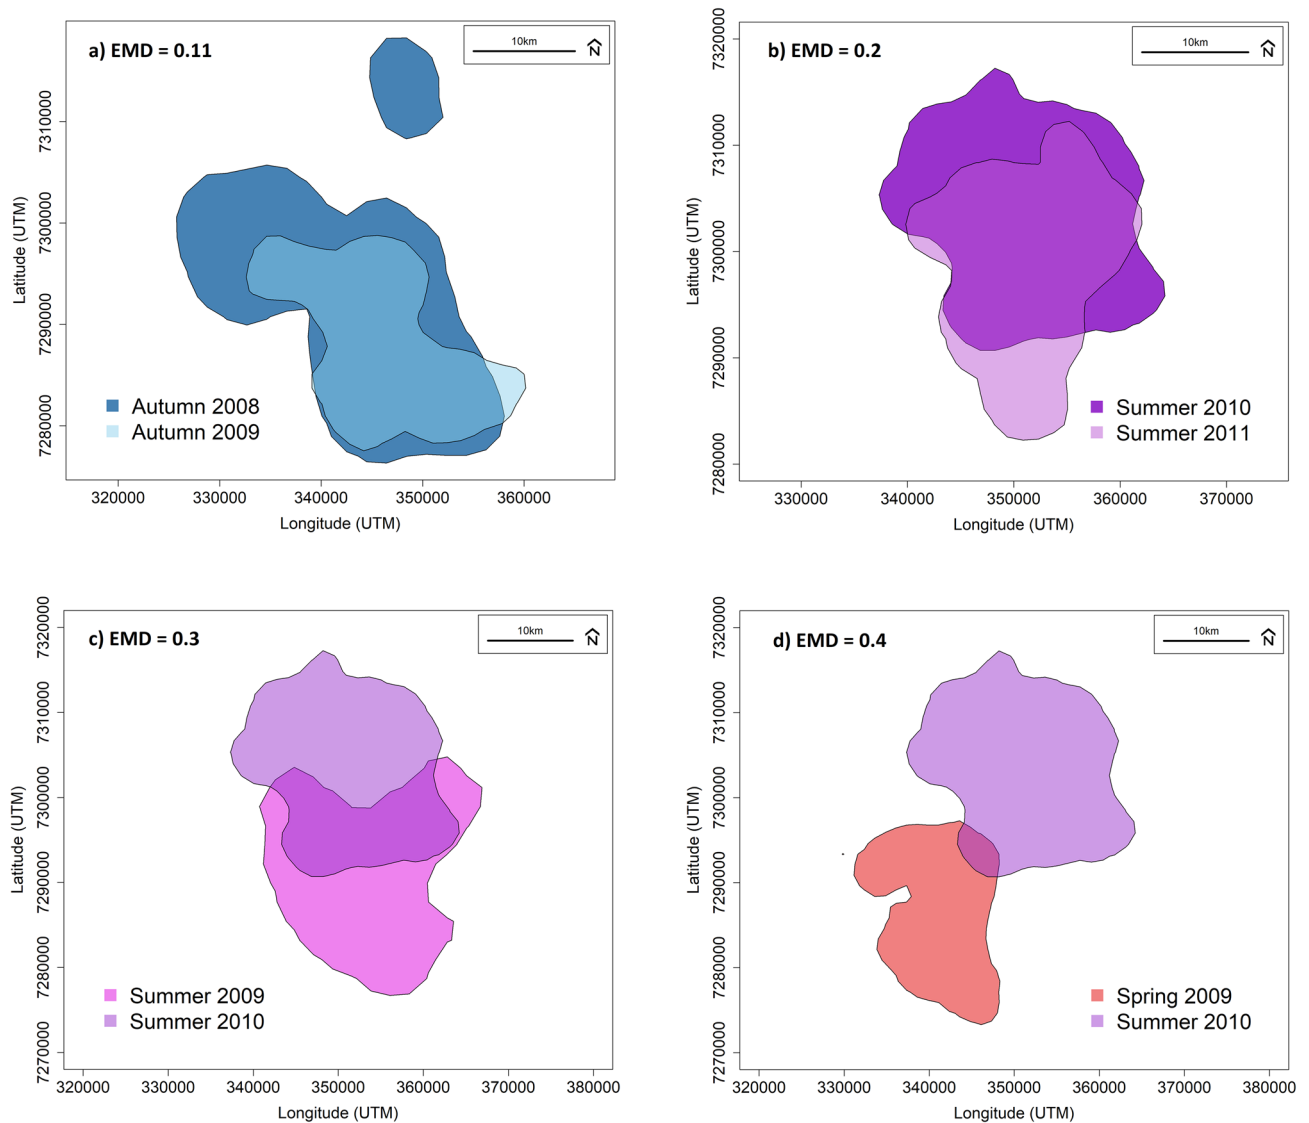 a) EMD = 0.11
10km
N
Latitude (UTM)
7310000
7300000
7290000
7280000
Autumn 2008
Autumn 2009
320000 330000 340000 350000 360000
Longitude (UTM)
b) EMD = 0.2
10km
N
Latitude (UTM)
7320000
7310000
7300000
7290000
7280000
Summer 2010
Summer 2011
330000 340000 350000 360000 370000
Longitude (UTM)
c) EMD = 0.3
10km
N
Latitude (UTM)
7320000
7310000
7300000
7290000
7280000
7270000
Summer 2009
Summer 2010
320000 330000 340000 350000 360000 370000 380000
Longitude (UTM)
d) EMD = 0.4
10km
N
Latitude (UTM)
7320000
7310000
7300000
7290000
7280000
7270000
Spring 2009
Summer 2010
320000 330000 340000 350000 360000 370000 380000
Longitude (UTM)